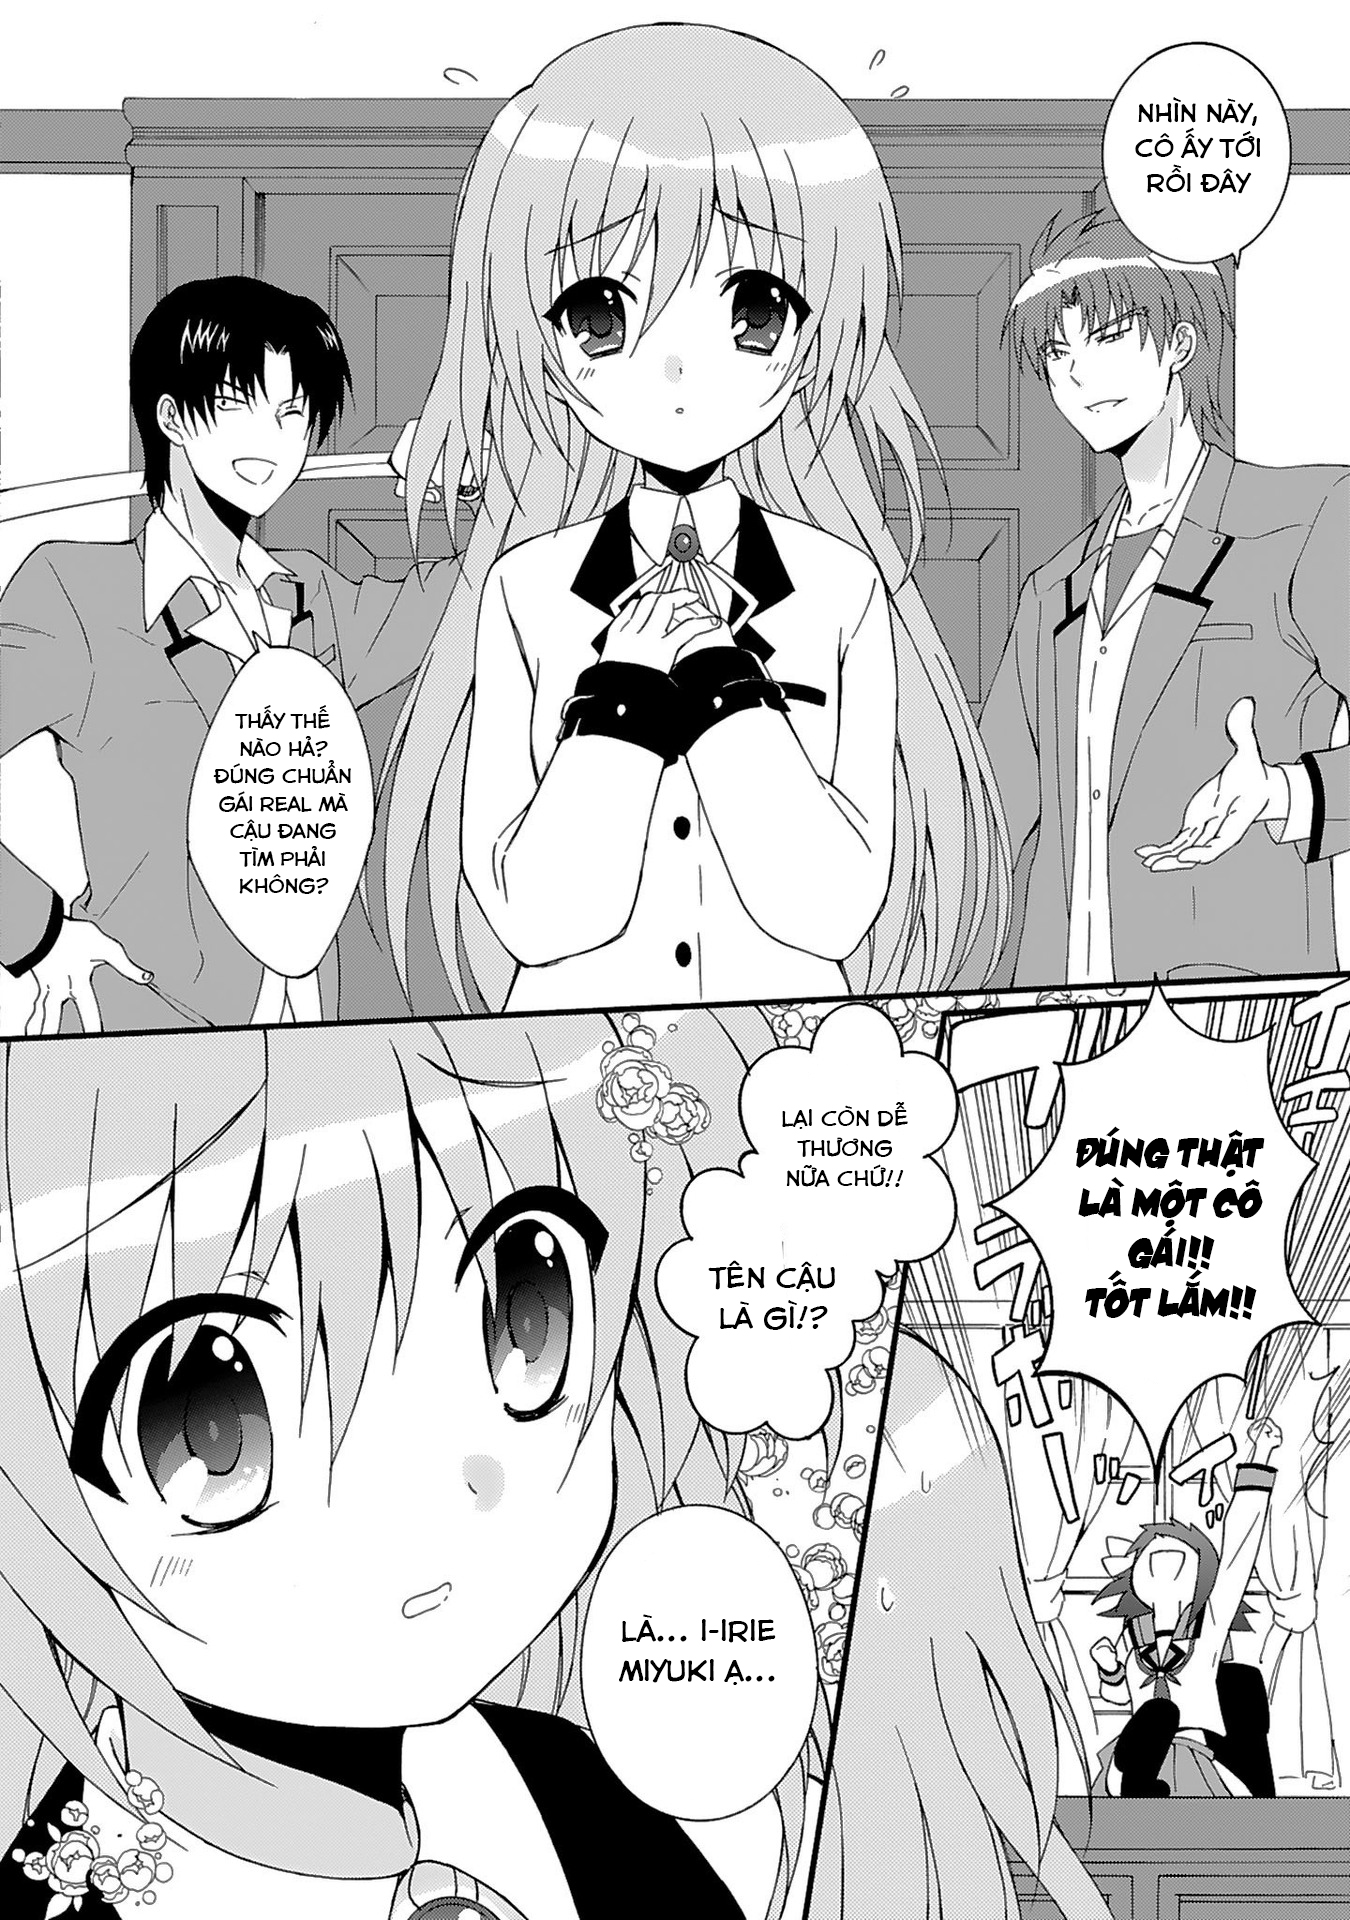 NHÌN NÀY,
CÔ ẤY TỚI
RỒI ĐÂY
THẤY THẾ
NÀO HẢ?
ĐÚNG CHUẨN
GÁI REAL MÀ
CẬU ĐANG
TÌM PHẢI
KHÔNG?
ĐÚNG THẬT
LÀ MỘT CÔ
GÁI!!
TỐT LẮM!!
LẠI CÒN DỄ
THƯƠNG
NỮA CHỨ!!
TÊN CẬU
LÀ GÌ!?
LÀ... I-IRIE
MIYUKI Ạ...